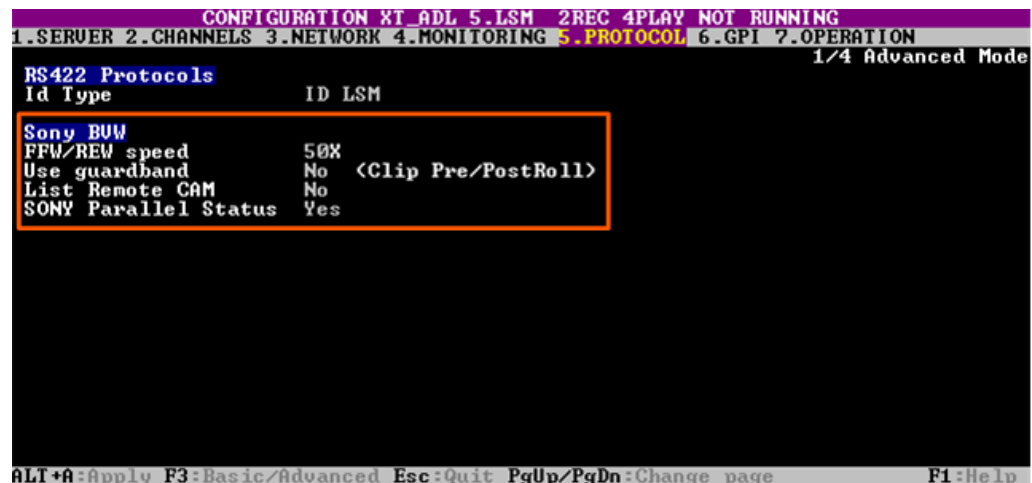 CONFIGURATION XT_ADL 5.LSM 2REC 4PLAY NOT RUNNING
1.SERVER 2.CHANNELS 3.NETWORK 4.MONITORING 5.PROTOCOL 6.GPI 7.OPERATION
1/4 Advanced Mode
RS422 Protocols
Id Type ID LSM
Sony BVW
FFW/REW speed 50X
Use guardband No <Clip Pre/PostRoll>
List Remote CAM No
SONY Parallel Status Yes
ALT+A:Apply F3:Basic/Advanced Esc:Quit PgUp/PgDn:Change page F1:Help